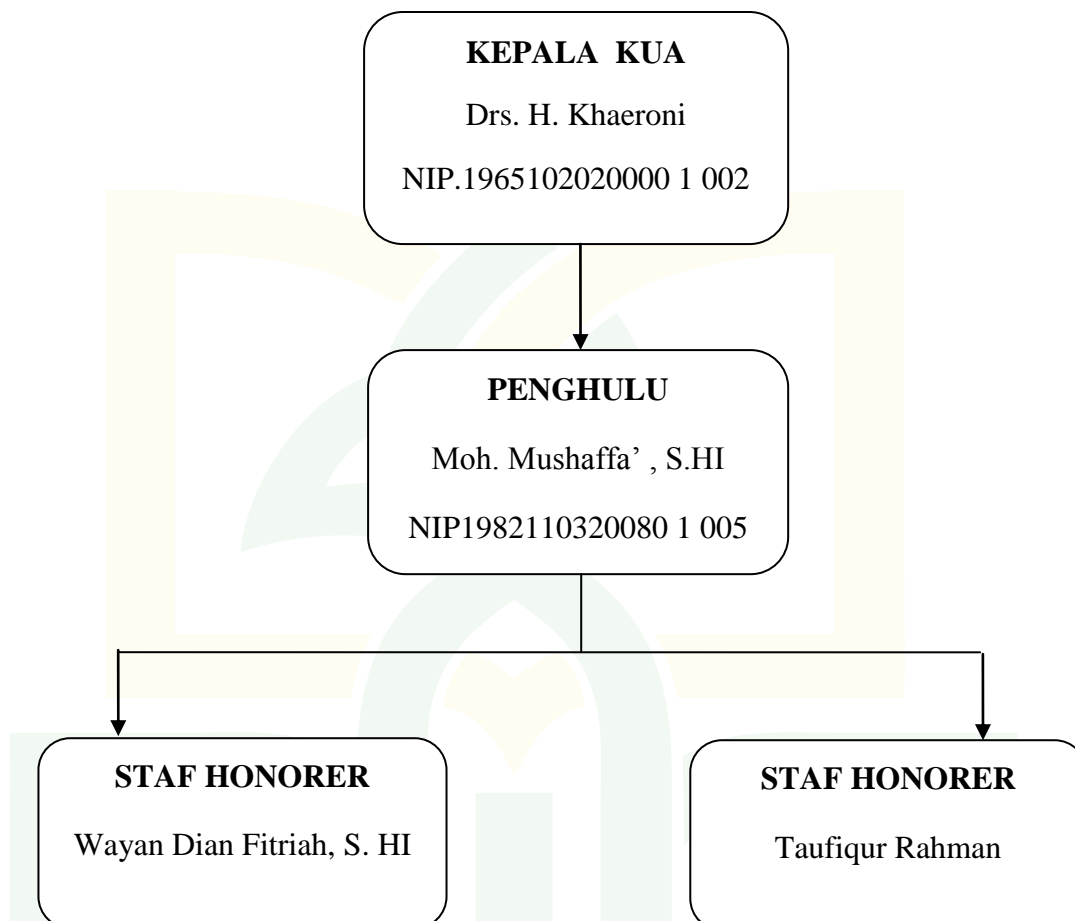 KEPALA KUA
Drs. H. Khaeroni
NIP.1965102020000 1 002
PENGHULU
Moh. Mushaffa’ , S.HI
NIP1982110320080 1 005
STAF HONORER
Wayan Dian Fitriah, S. HI
STAF HONORER
Taufiqur Rahman